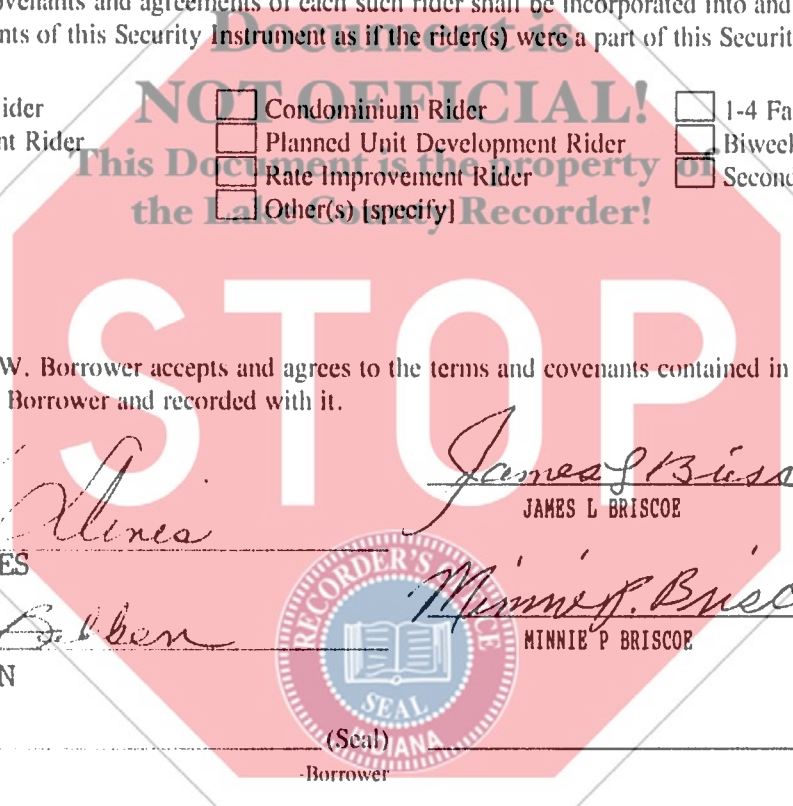 ovenants and agreements of each such rider shall be incorporated into and
nts of this Security Instrument as if the rider(s) were a part of this Securit
Document is
NOT OFFICIAL!
This Document is the property of
the Lake County Recorder!
ider
Condominium Rider
1-4 Fa
nt Rider
Planned Unit Development Rider
Biweek
Rate Improvement Rider
Second
Other(s) [specify]
STOP
W. Borrower accepts and agrees to the terms and covenants contained in
Borrower and recorded with it.
James L Brisc
JAMES L BRISCOE
ES
Minnie P. Brisc
MINNIE P BRISCOE
N
RECORDER'S OFFICE
SEAL
INDIANA
(Seal)
-Borrower